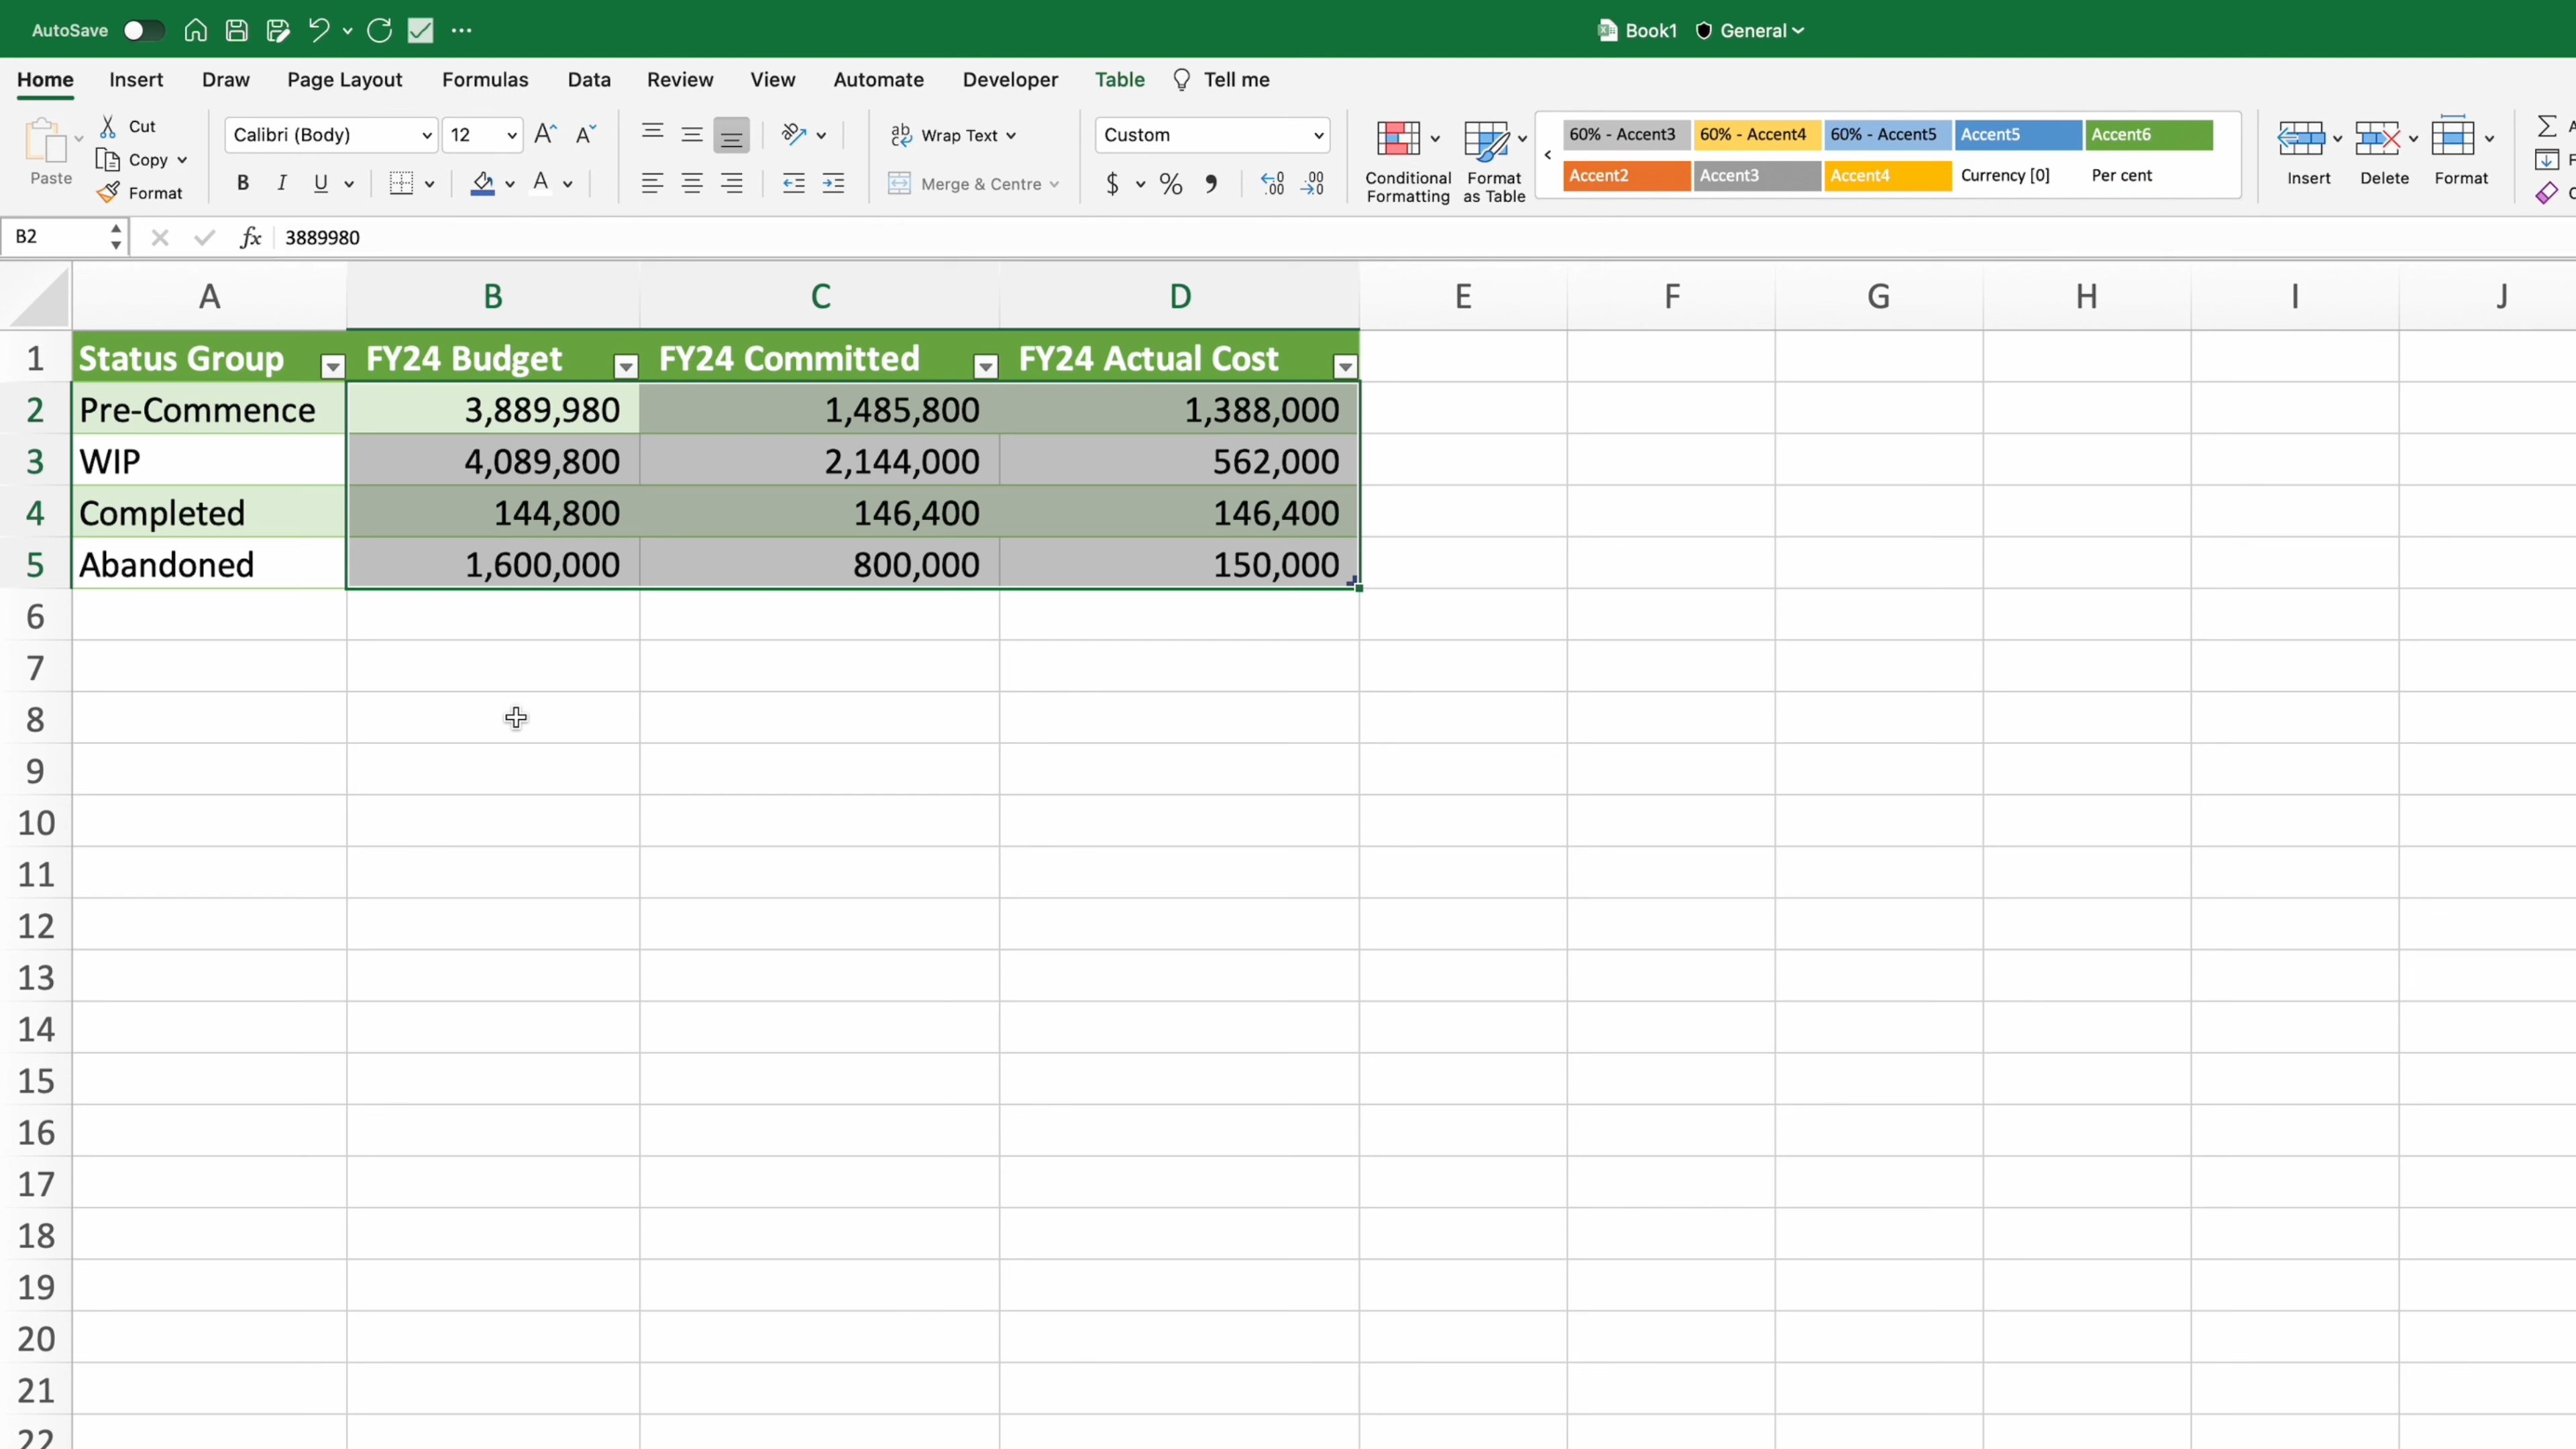 AutoSave
Book1 General
Home Insert Draw Page Layout Formulas Data Review View Automate Developer Table Tell me
Paste
Cut
Copy
Format
Calibri (Body) 12 A A
B I U A
ab Wrap Text
Merge & Centre
Custom
$ % ,
Conditional Formatting
Format as Table
60% - Accent3 60% - Accent4 60% - Accent5 Accent5 Accent6
Accent2 Accent3 Accent4 Currency [0] Per cent
Insert Delete Format
B2 fx 3889980
A B C D E F G H I J
1 Status Group FY24 Budget FY24 Committed FY24 Actual Cost
2 Pre-Commence 3,889,980 1,485,800 1,388,000
3 WIP 4,089,800 2,144,000 562,000
4 Completed 144,800 146,400 146,400
5 Abandoned 1,600,000 800,000 150,000
6
7
8
9
10
11
12
13
14
15
16
17
18
19
20
21
22